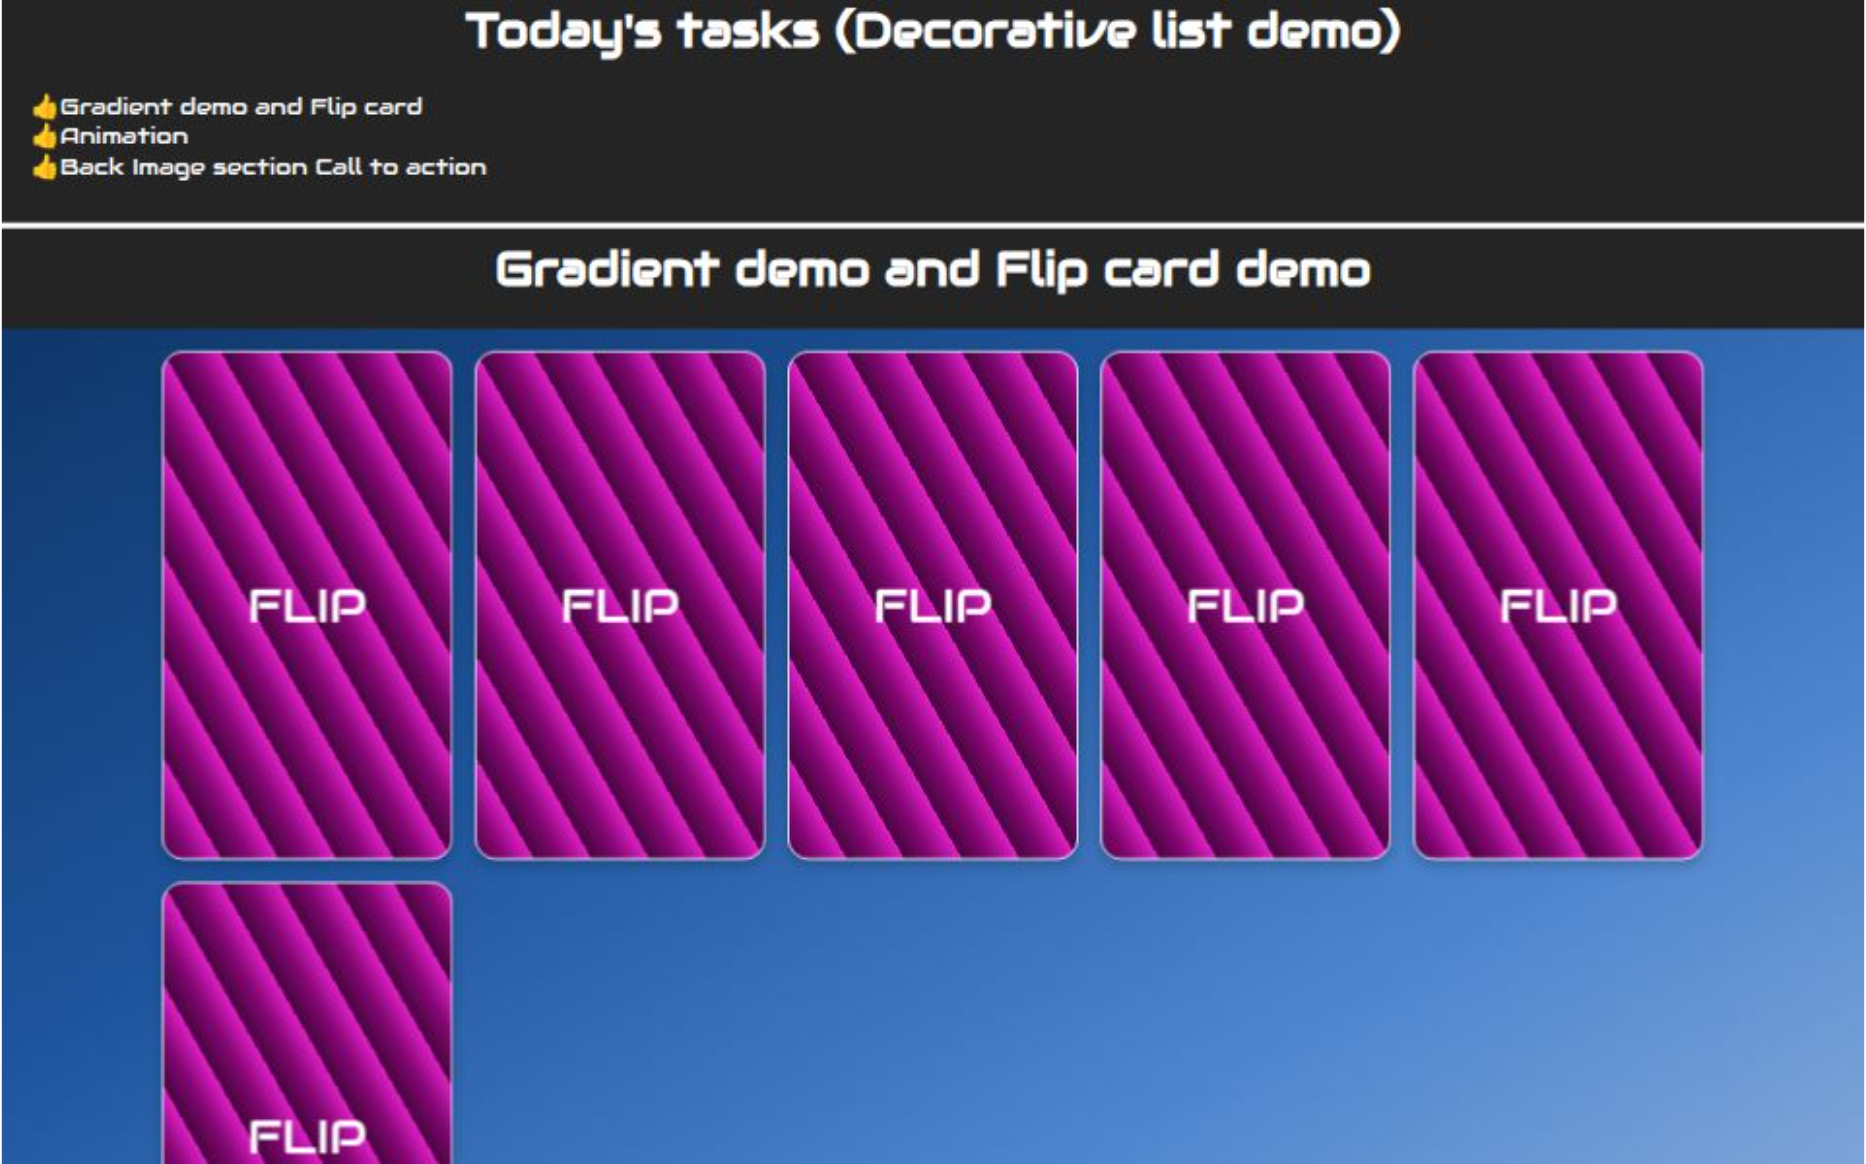 Today's tasks (Decorative list demo)
👍Gradient demo and Flip card
👍Animation
👍Back Image section Call to action
Gradient demo and Flip card demo
FLIP FLIP FLIP FLIP FLIP
FLIP